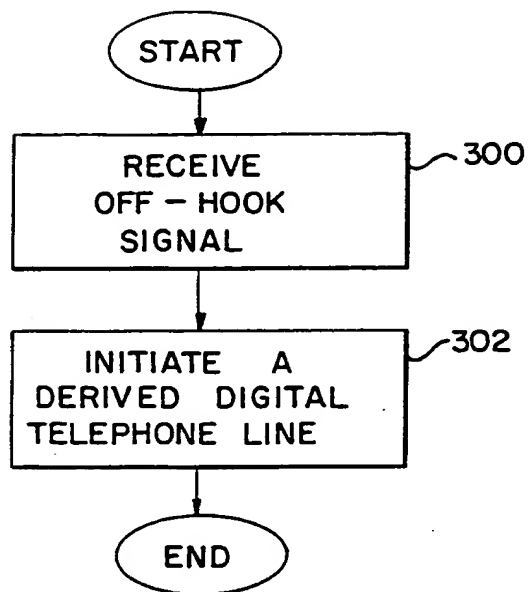 START
RECEIVE
OFF-HOOK
SIGNAL
300
INITIATE A
DERIVED DIGITAL
TELEPHONE LINE
302
END